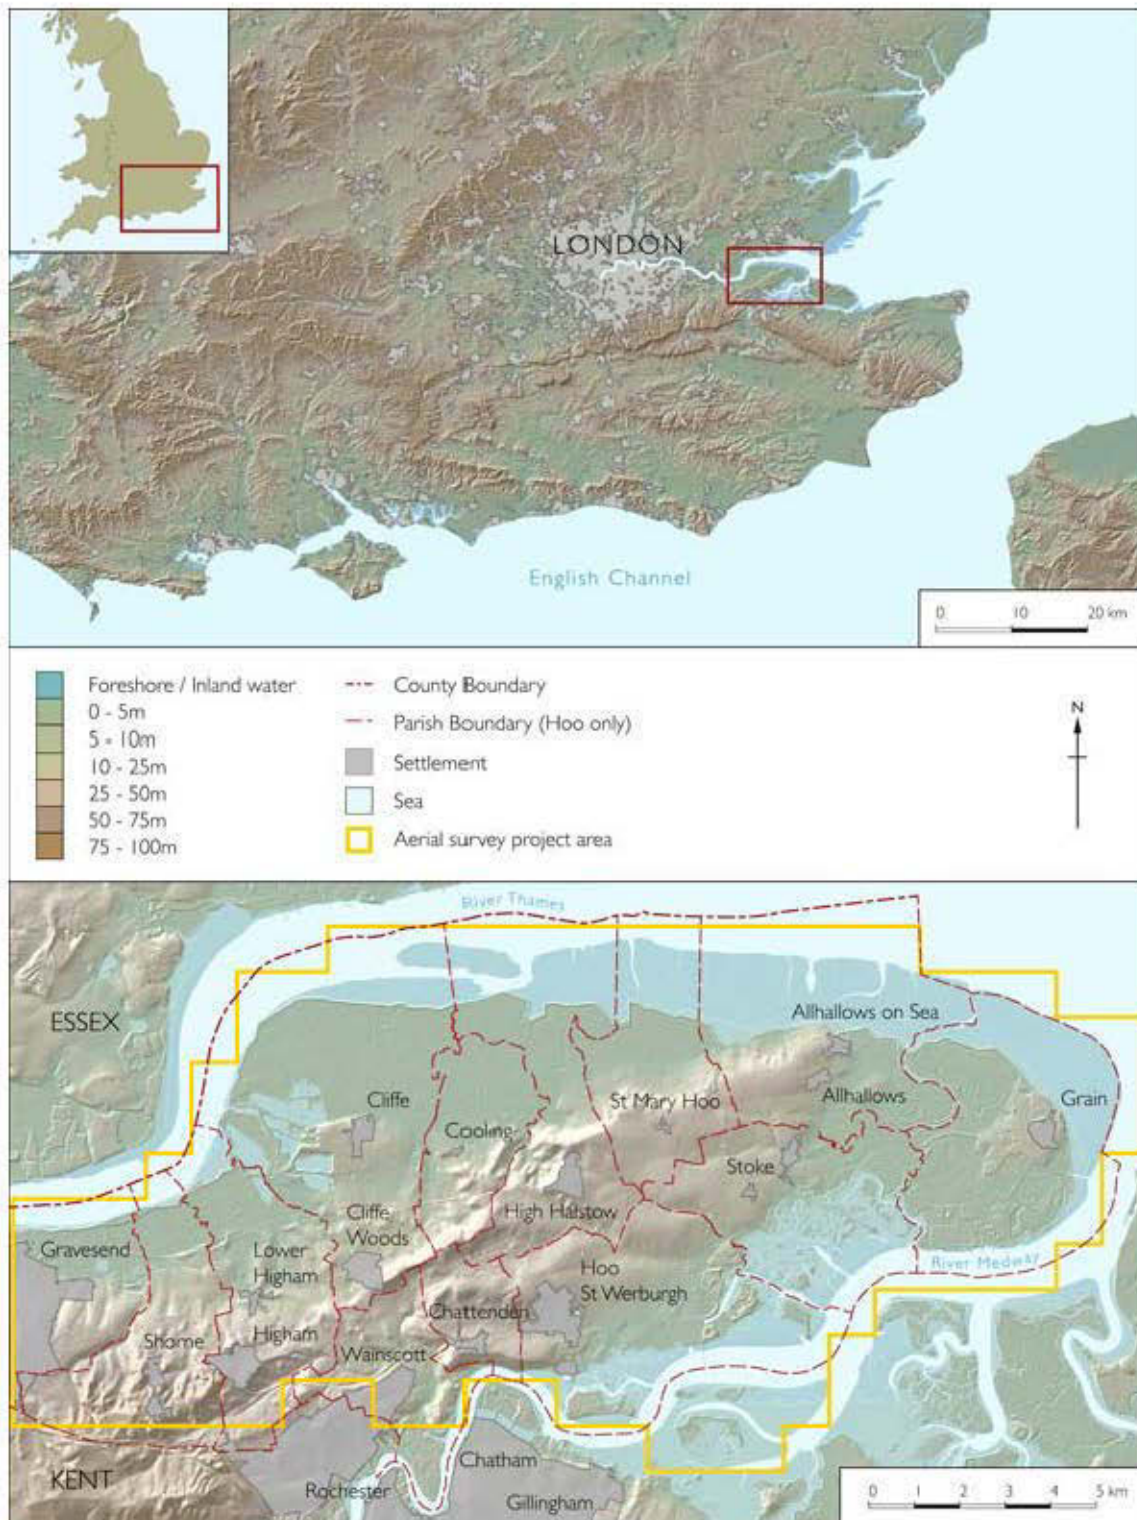 LONDON
English Channel
0 10 20 km
Foreshore / Inland water
0 - 5m
5 - 10m
10 - 25m
25 - 50m
50 - 75m
75 - 100m
County Boundary
Parish Boundary (Hoo only)
Settlement
Sea
Aerial survey project area
N
River Thames
ESSEX
Allhallows on Sea
Cliffe
St Mary Hoo
Allhallows
Grain
Cooling
Stoke
High Halstow
Cliffe
Woods
Gravesend
Lower
Higham
Hoo
St Werburgh
River Medway
Chattenden
Shorne
Higham
Wainscott
KENT
Rochester
Chatham
Gillingham
0 1 2 3 4 5 km